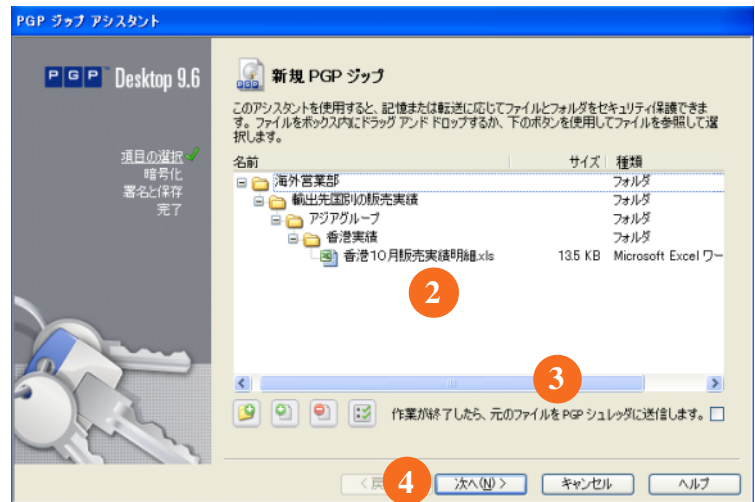 PGP ジップ アシスタント
PGP Desktop 9.6
新規 PGP ジップ
このアシスタントを使用すると、記憶または転送に応じてファイルとフォルダをセキュリティ保護できま
す。ファイルをボックス内にドラッグ アンド ドロップするか、下のボタンを使用してファイルを参照して選
択します。
項目の選択
暗号化
署名と保存
完了
名前 サイズ 種類
海外営業部 フォルダ
輸出先国別の販売実績 フォルダ
アジアグループ フォルダ
香港実績 フォルダ
香港10月販売実績明細.xls 13.5 KB Microsoft Excel ワー
2
3
作業が終了したら、元のファイルを PGP シュレッダに送信します。
< 戻
4
次へ(N) >
キャンセル
ヘルプ